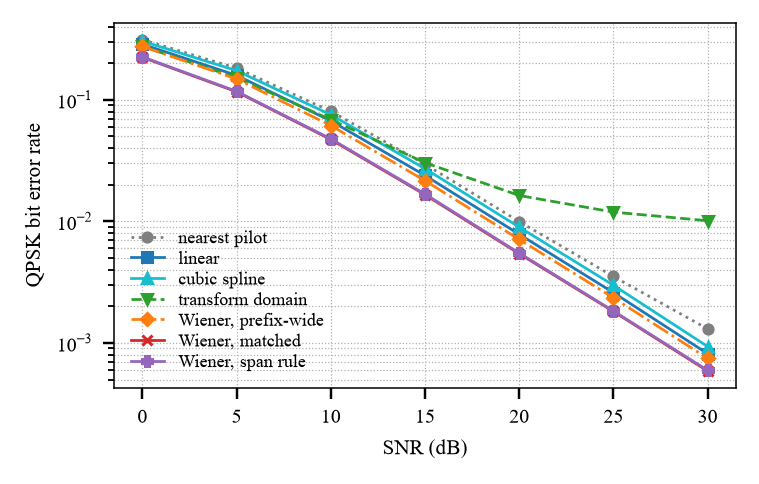 QPSK bit error rate
10⁻¹
10⁻²
10⁻³
nearest pilot
linear
cubic spline
transform domain
Wiener, prefix-wide
Wiener, matched
Wiener, span rule
0 5 10 15 20 25 30
SNR (dB)